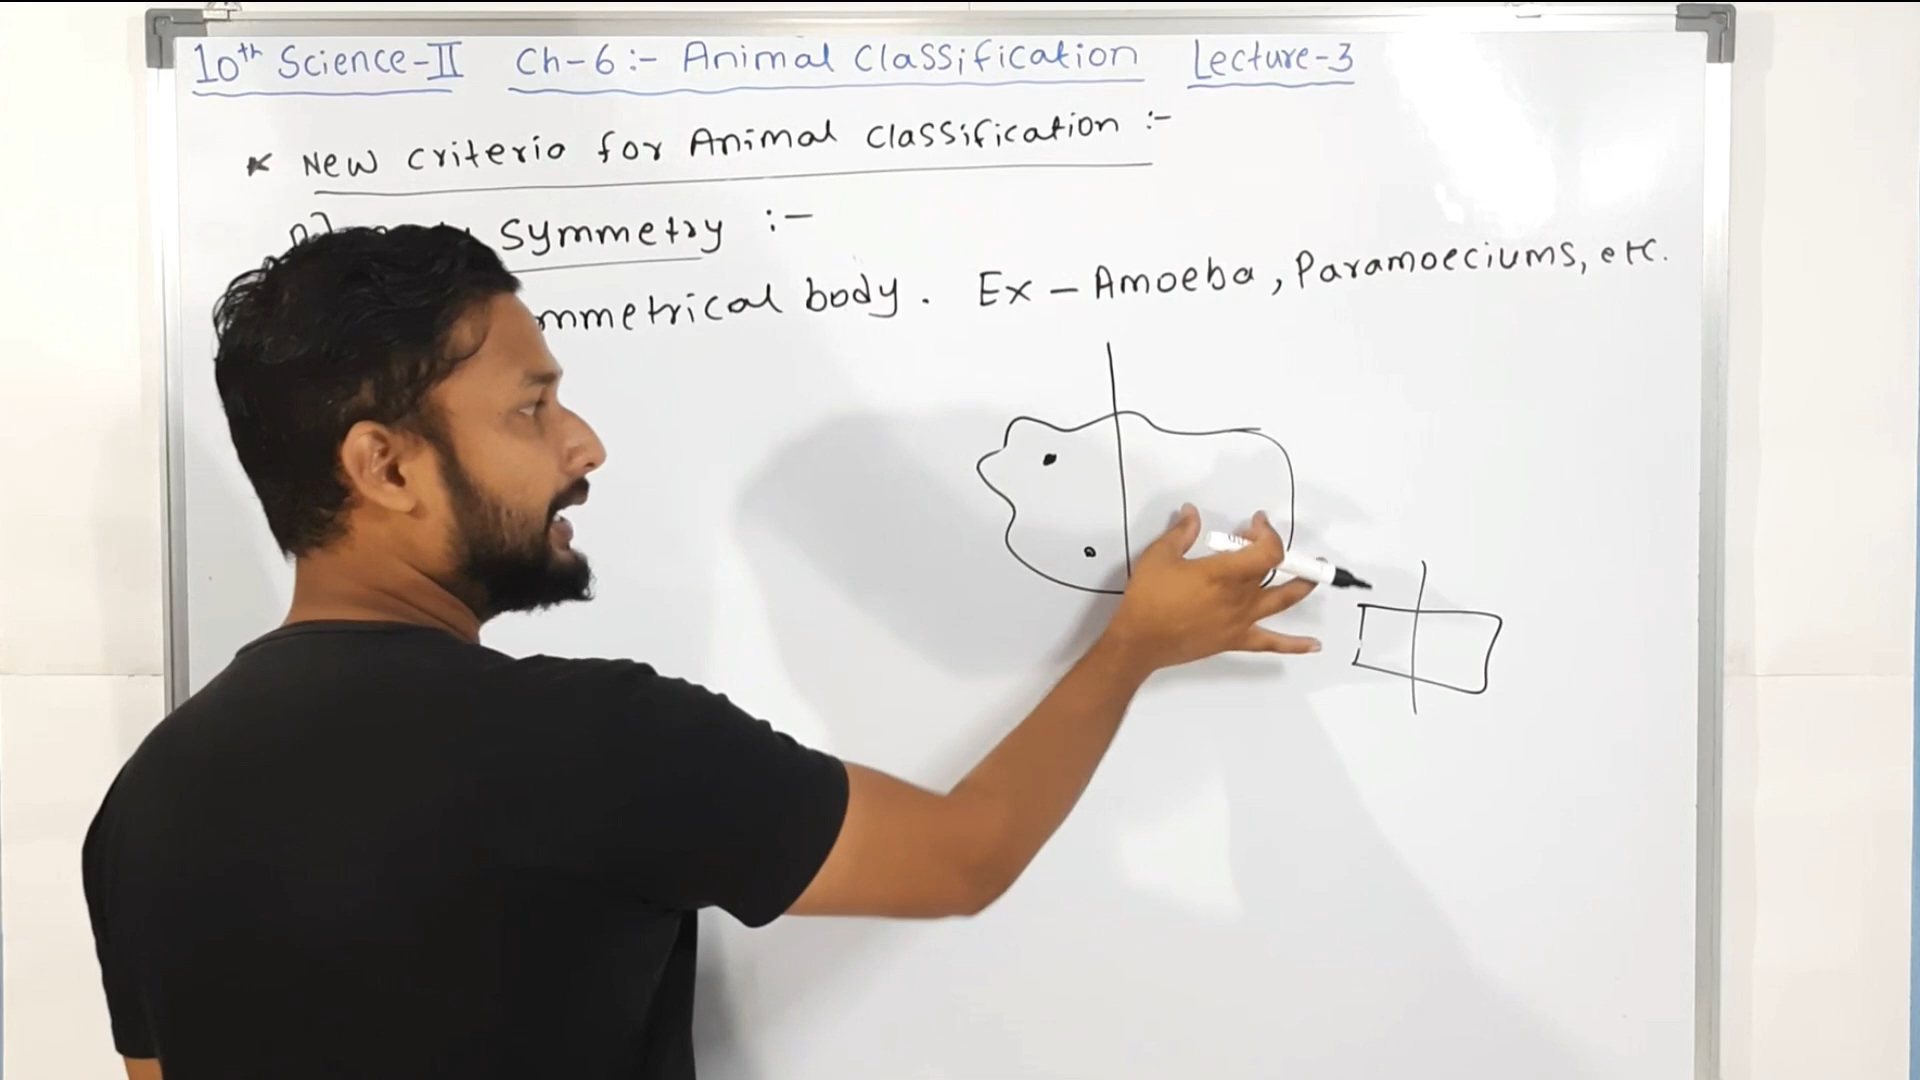 10th Science-II Ch-6:- Animal Classification Lecture-3
* New criteria for Animal classification :-
Symmetry :-
mmetrical body. Ex - Amoeba, Paramoeciums, etc.